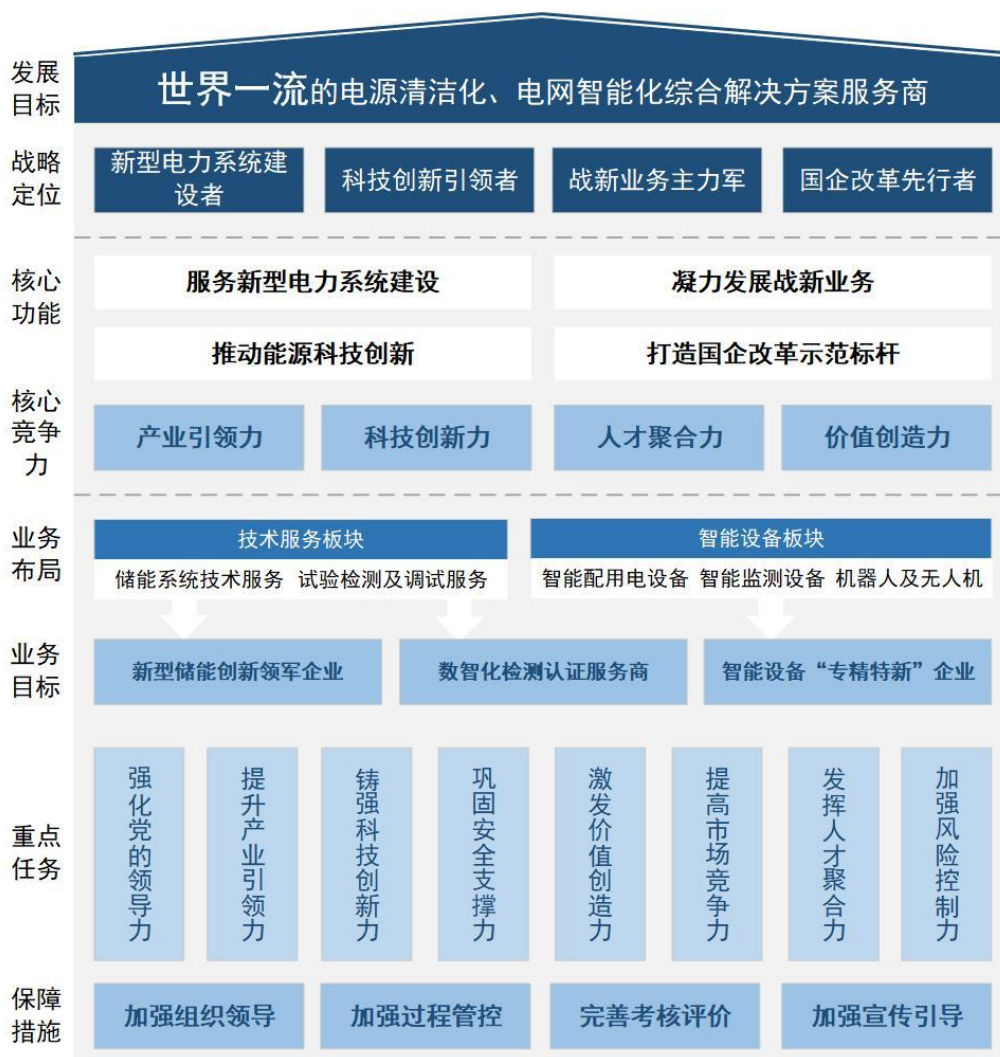 发展
目标
世界一流的电源清洁化、电网智能化综合解决方案服务商
战略
定位
新型电力系统建
设者
科技创新引领者
战新业务主力军
国企改革先行者
核心
功能
服务新型电力系统建设
凝力发展战新业务
推动能源科技创新
打造国企改革示范标杆
核心
竞争
力
产业引领力
科技创新力
人才聚合力
价值创造力
业务
布局
技术服务板块
储能系统技术服务 试验检测及调试服务
智能设备板块
智能配用电设备 智能监测设备 机器人及无人机
业务
目标
新型储能创新领军企业
数智化检测认证服务商
智能设备“专精特新”企业
重点
任务
强化党的领导力
提升产业引领力
铸强科技创新力
巩固安全支撑力
激发价值创造力
提高市场竞争力
发挥人才聚合力
加强风险控制力
保障
措施
加强组织领导
加强过程管控
完善考核评价
加强宣传引导